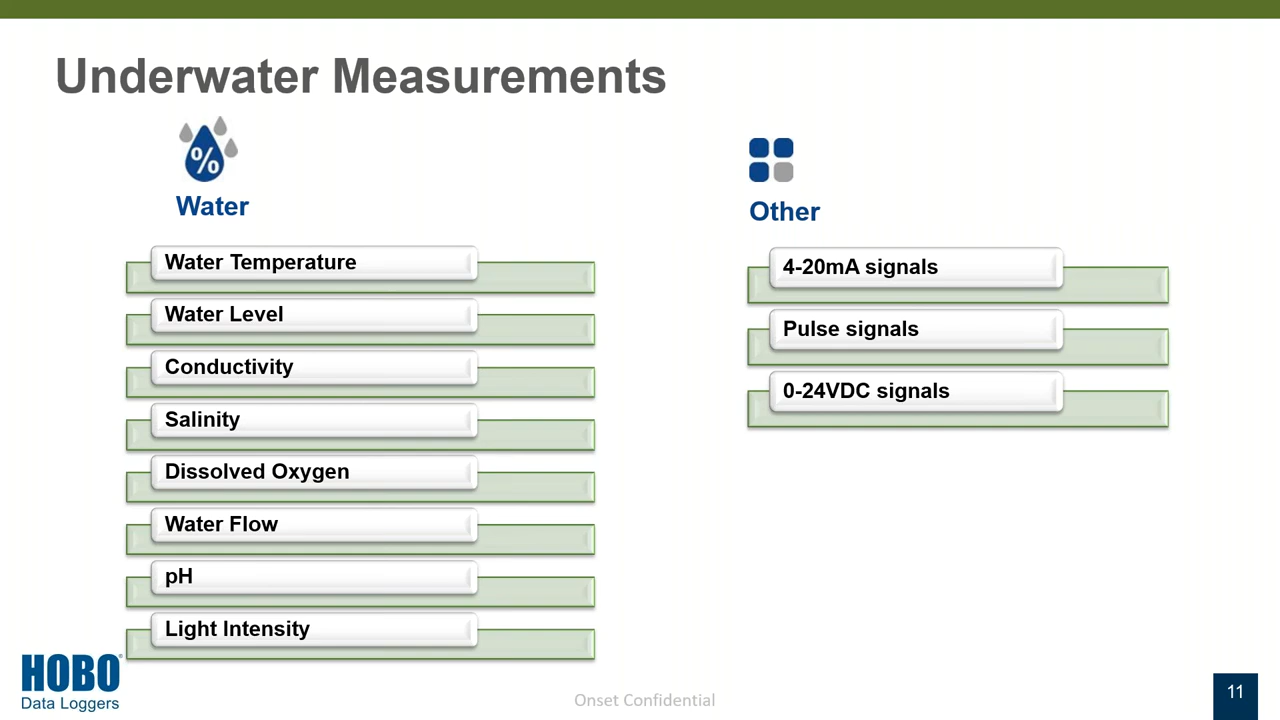 Underwater Measurements
%
Water
Water Temperature
Water Level
Conductivity
Salinity
Dissolved Oxygen
Water Flow
pH
Light Intensity
Other
4-20mA signals
Pulse signals
0-24VDC signals
HOBO®
Data Loggers
Onset Confidential
11